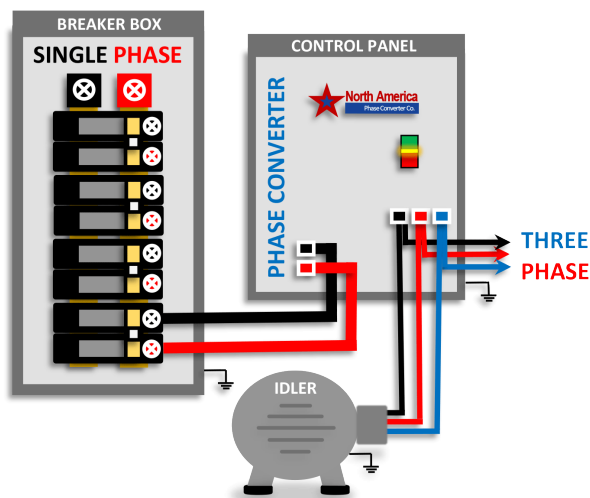 BREAKER BOX
SINGLE PHASE
CONTROL PANEL
North America
Phase Converter Co.
PHASE CONVERTER
THREE
PHASE
IDLER